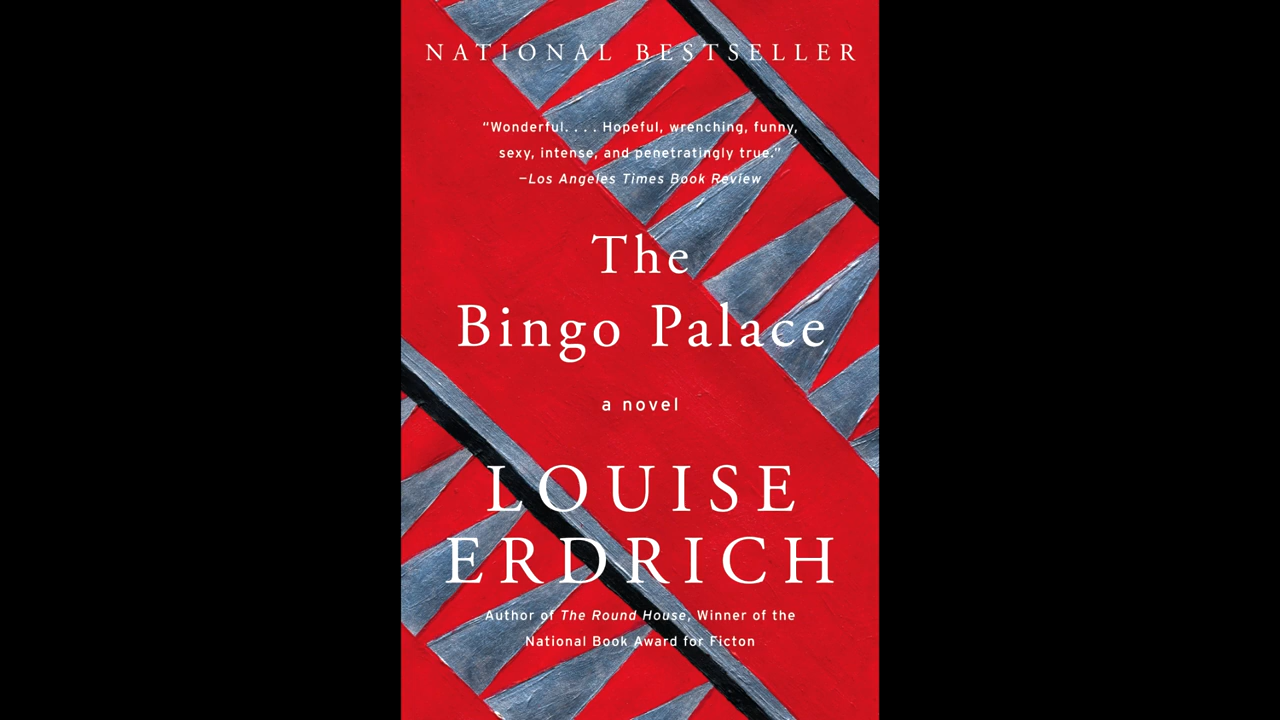 NATIONAL BESTSELLER
“Wonderful. . . . Hopeful, wrenching, funny,
sexy, intense, and penetratingly true.”
—Los Angeles Times Book Review
The
Bingo Palace
a novel
LOUISE
ERDRICH
Author of The Round House, Winner of the
National Book Award for Ficton